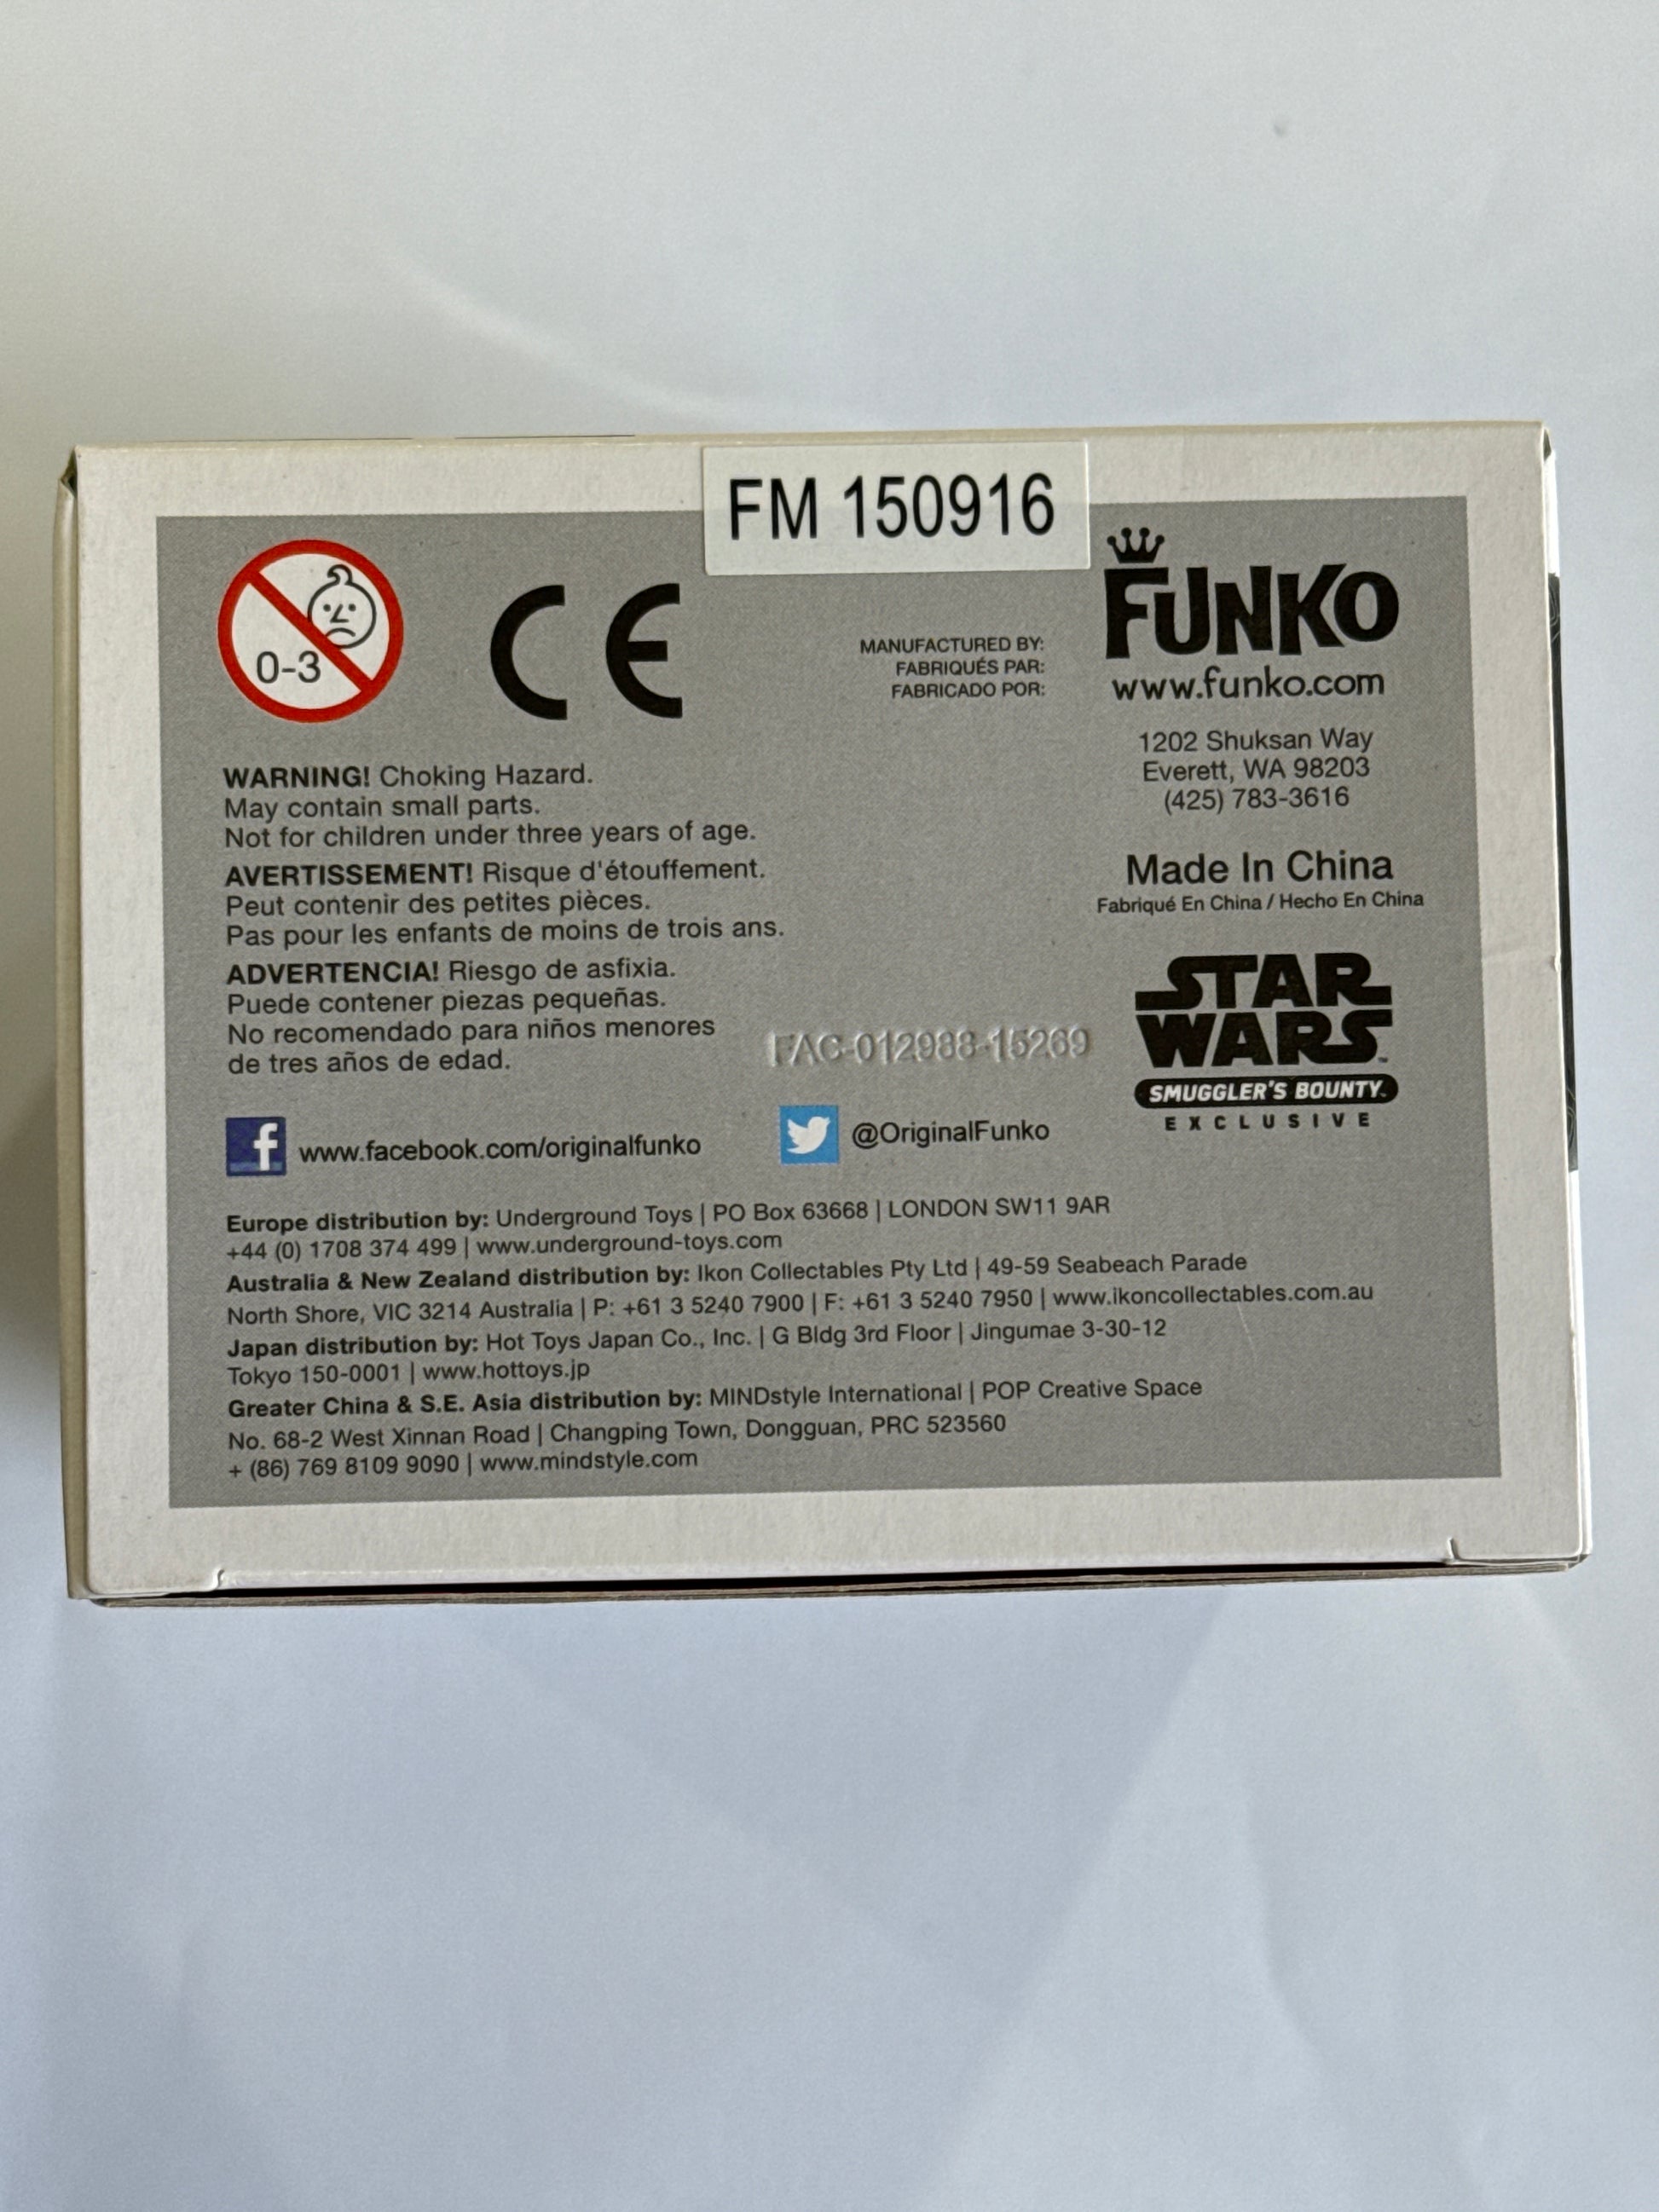 FM 150916
0-3
CE
MANUFACTURED BY:
FABRIQUÉS PAR:
FABRICADO POR:
FUNKO
www.funko.com
1202 Shuksan Way
Everett, WA 98203
(425) 783-3616
WARNING! Choking Hazard.
May contain small parts.
Not for children under three years of age.
AVERTISSEMENT! Risque d'étouffement.
Peut contenir des petites pièces.
Pas pour les enfants de moins de trois ans.
ADVERTENCIA! Riesgo de asfixia.
Puede contener piezas pequeñas.
No recomendado para niños menores
de tres años de edad.
Made In China
Fabriqué En China / Hecho En China
FAC-012988-15269
STAR
WARS™
SMUGGLER'S BOUNTY™
EXCLUSIVE
f www.facebook.com/originalfunko
@OriginalFunko
Europe distribution by: Underground Toys | PO Box 63668 | LONDON SW11 9AR
+44 (0) 1708 374 499 | www.underground-toys.com
Australia & New Zealand distribution by: Ikon Collectables Pty Ltd | 49-59 Seabeach Parade
North Shore, VIC 3214 Australia | P: +61 3 5240 7900 | F: +61 3 5240 7950 | www.ikoncollectables.com.au
Japan distribution by: Hot Toys Japan Co., Inc. | G Bldg 3rd Floor | Jingumae 3-30-12
Tokyo 150-0001 | www.hottoys.jp
Greater China & S.E. Asia distribution by: MINDstyle International | POP Creative Space
No. 68-2 West Xinnan Road | Changping Town, Dongguan, PRC 523560
+ (86) 769 8109 9090 | www.mindstyle.com